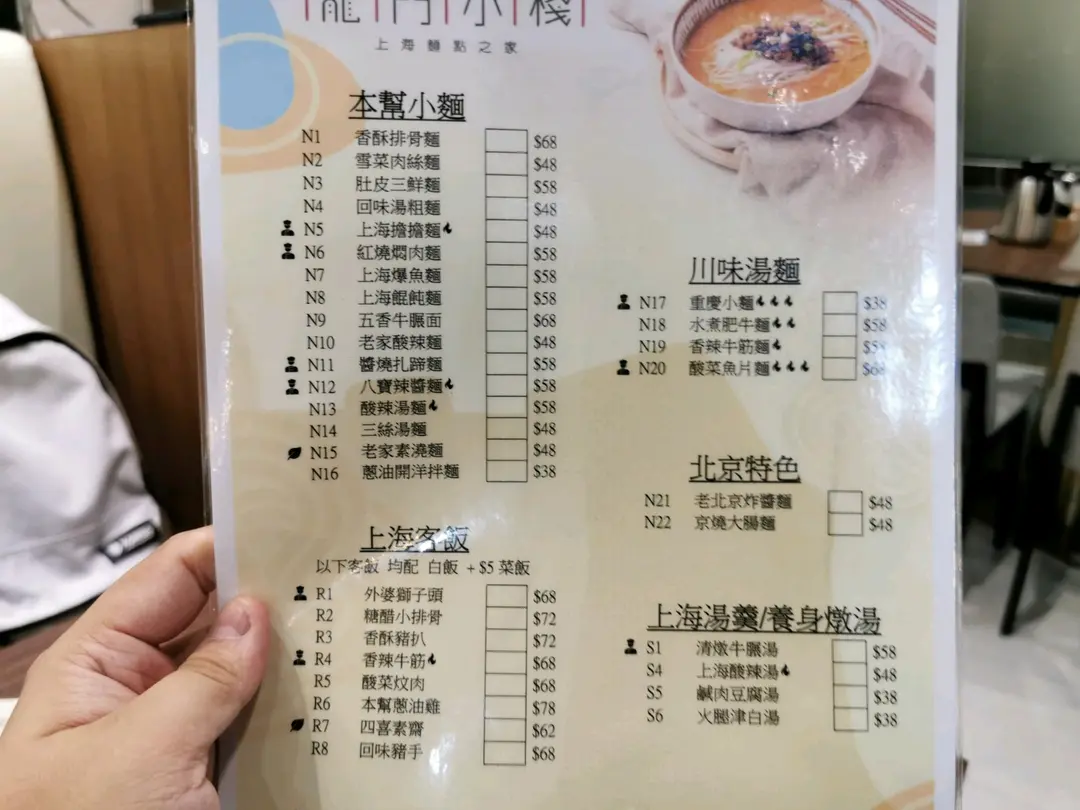 龍門小棧
上海麵點之家
本幫小麵
N1 香酥排骨麵 $68
N2 雪菜肉絲麵 $48
N3 肚皮三鮮麵 $58
N4 回味湯粗麵 $48
N5 上海擔擔麵 $48
N6 紅燒燜肉麵 $58
N7 上海爆魚麵 $58
N8 上海餛飩麵 $58
N9 五香牛𦟌面 $68
N10 老家酸辣麵 $48
N11 醬燒扎蹄麵 $58
N12 八寶辣醬麵 $58
N13 酸辣湯麵 $58
N14 三絲湯麵 $48
N15 老家素澆麵 $48
N16 蔥油開洋拌麵 $38
上海客飯
以下客飯 均配 白飯 +$5 菜飯
R1 外婆獅子頭 $68
R2 糖醋小排骨 $72
R3 香酥豬扒 $72
R4 香辣牛筋 $68
R5 酸菜炆肉 $68
R6 本幫蔥油雞 $78
R7 四喜素齋 $62
R8 回味豬手 $68
川味湯麵
N17 重慶小麵 $38
N18 水煮肥牛麵 $58
N19 香辣牛筋麵 $58
N20 酸菜魚片麵 $68
北京特色
N21 老北京炸醬麵 $48
N22 京燒大腸麵 $48
上海湯羹/養身燉湯
S1 清燉牛𦟌湯 $58
S4 上海酸辣湯 $48
S5 鹹肉豆腐湯 $38
S6 火腿津白湯 $38